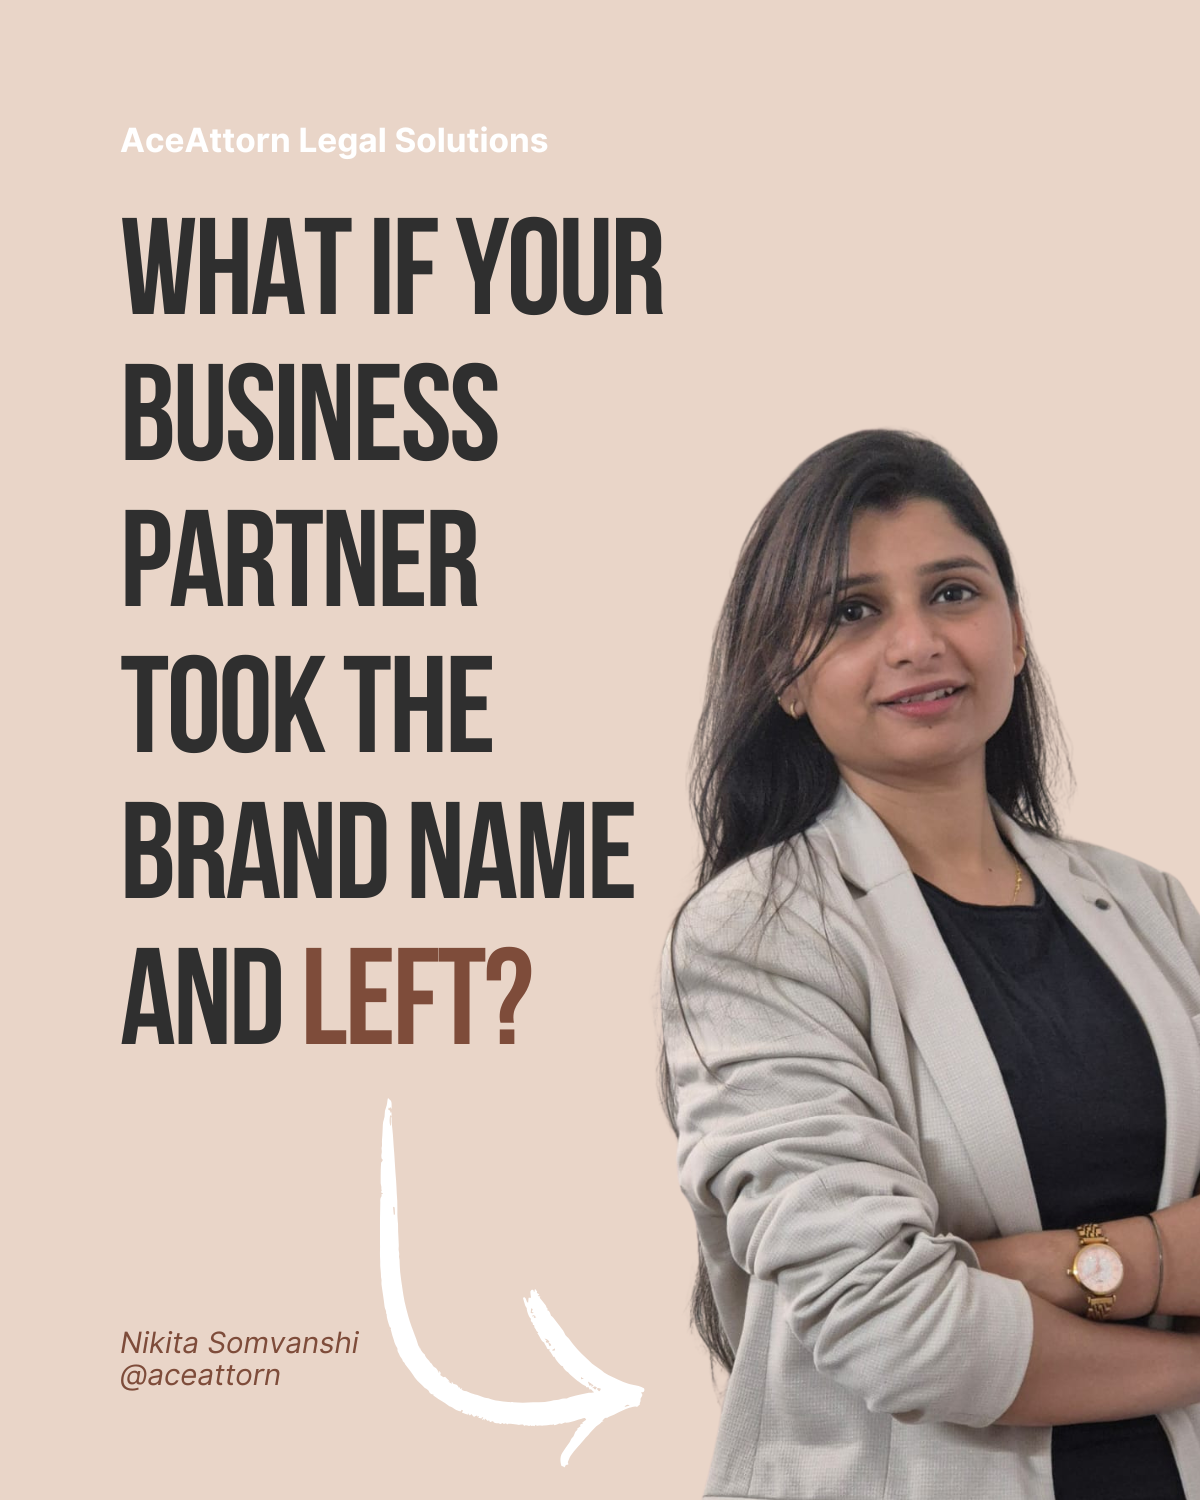 AceAttorn Legal Solutions
WHAT IF YOUR
BUSINESS
PARTNER
TOOK THE
BRAND NAME
AND LEFT?
Nikita Somvanshi
@aceattorn